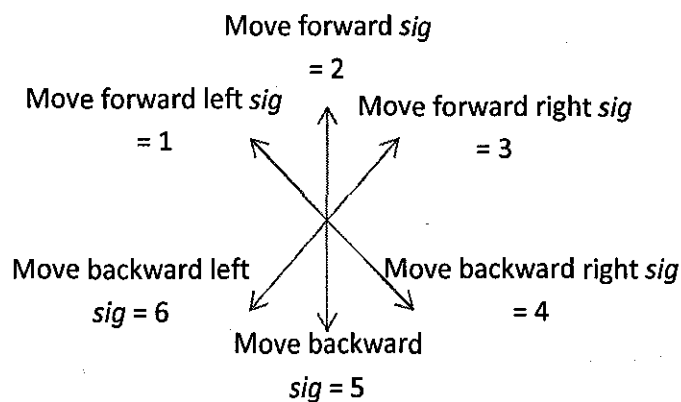 Move forward sig
= 2
Move forward left sig
= 1
Move forward right sig
= 3
Move backward left
sig = 6
Move backward right sig
= 4
Move backward
sig = 5